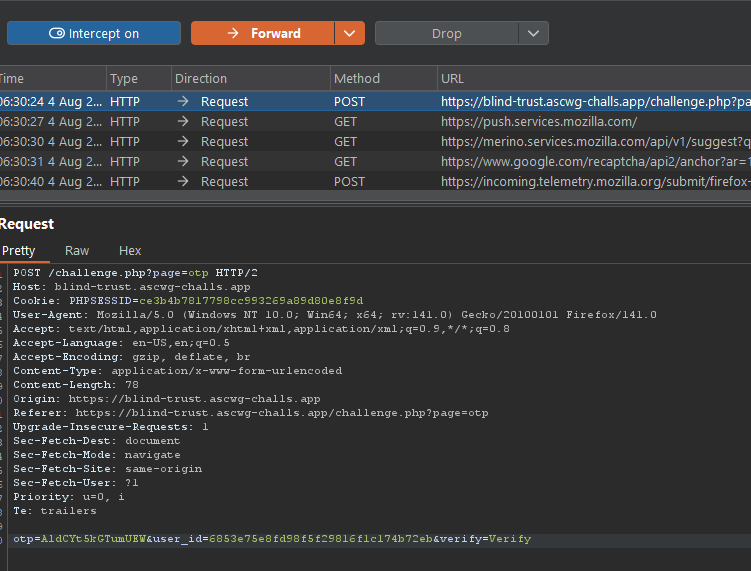 Intercept on
Forward
Drop
Time Type Direction Method URL
06:30:24 4 Aug 2... HTTP Request POST https://blind-trust.ascwg-challs.app/challenge.php?pa
06:30:27 4 Aug 2... HTTP Request GET https://push.services.mozilla.com/
06:30:30 4 Aug 2... HTTP Request GET https://merino.services.mozilla.com/api/v1/suggest?q
06:30:31 4 Aug 2... HTTP Request GET https://www.google.com/recaptcha/api2/anchor?ar=1
06:30:40 4 Aug 2... HTTP Request POST https://incoming.telemetry.mozilla.org/submit/firefox-
Request
Pretty Raw Hex
POST /challenge.php?page=otp HTTP/2
Host: blind-trust.ascwg-challs.app
Cookie: PHPSESSID=ce3b4b7817798cc993269a89d80e8f9d
User-Agent: Mozilla/5.0 (Windows NT 10.0; Win64; x64; rv:141.0) Gecko/20100101 Firefox/141.0
Accept: text/html,application/xhtml+xml,application/xml;q=0.9,*/*;q=0.8
Accept-Language: en-US,en;q=0.5
Accept-Encoding: gzip, deflate, br
Content-Type: application/x-www-form-urlencoded
Content-Length: 78
Origin: https://blind-trust.ascwg-challs.app
Referer: https://blind-trust.ascwg-challs.app/challenge.php?page=otp
Upgrade-Insecure-Requests: 1
Sec-Fetch-Dest: document
Sec-Fetch-Mode: navigate
Sec-Fetch-Site: same-origin
Sec-Fetch-User: ?1
Priority: u=0, i
Te: trailers
otp=AldCYt5kGTumUEW&user_id=6853e75e8fd98f5f29816f1c174b72eb&verify=Verify